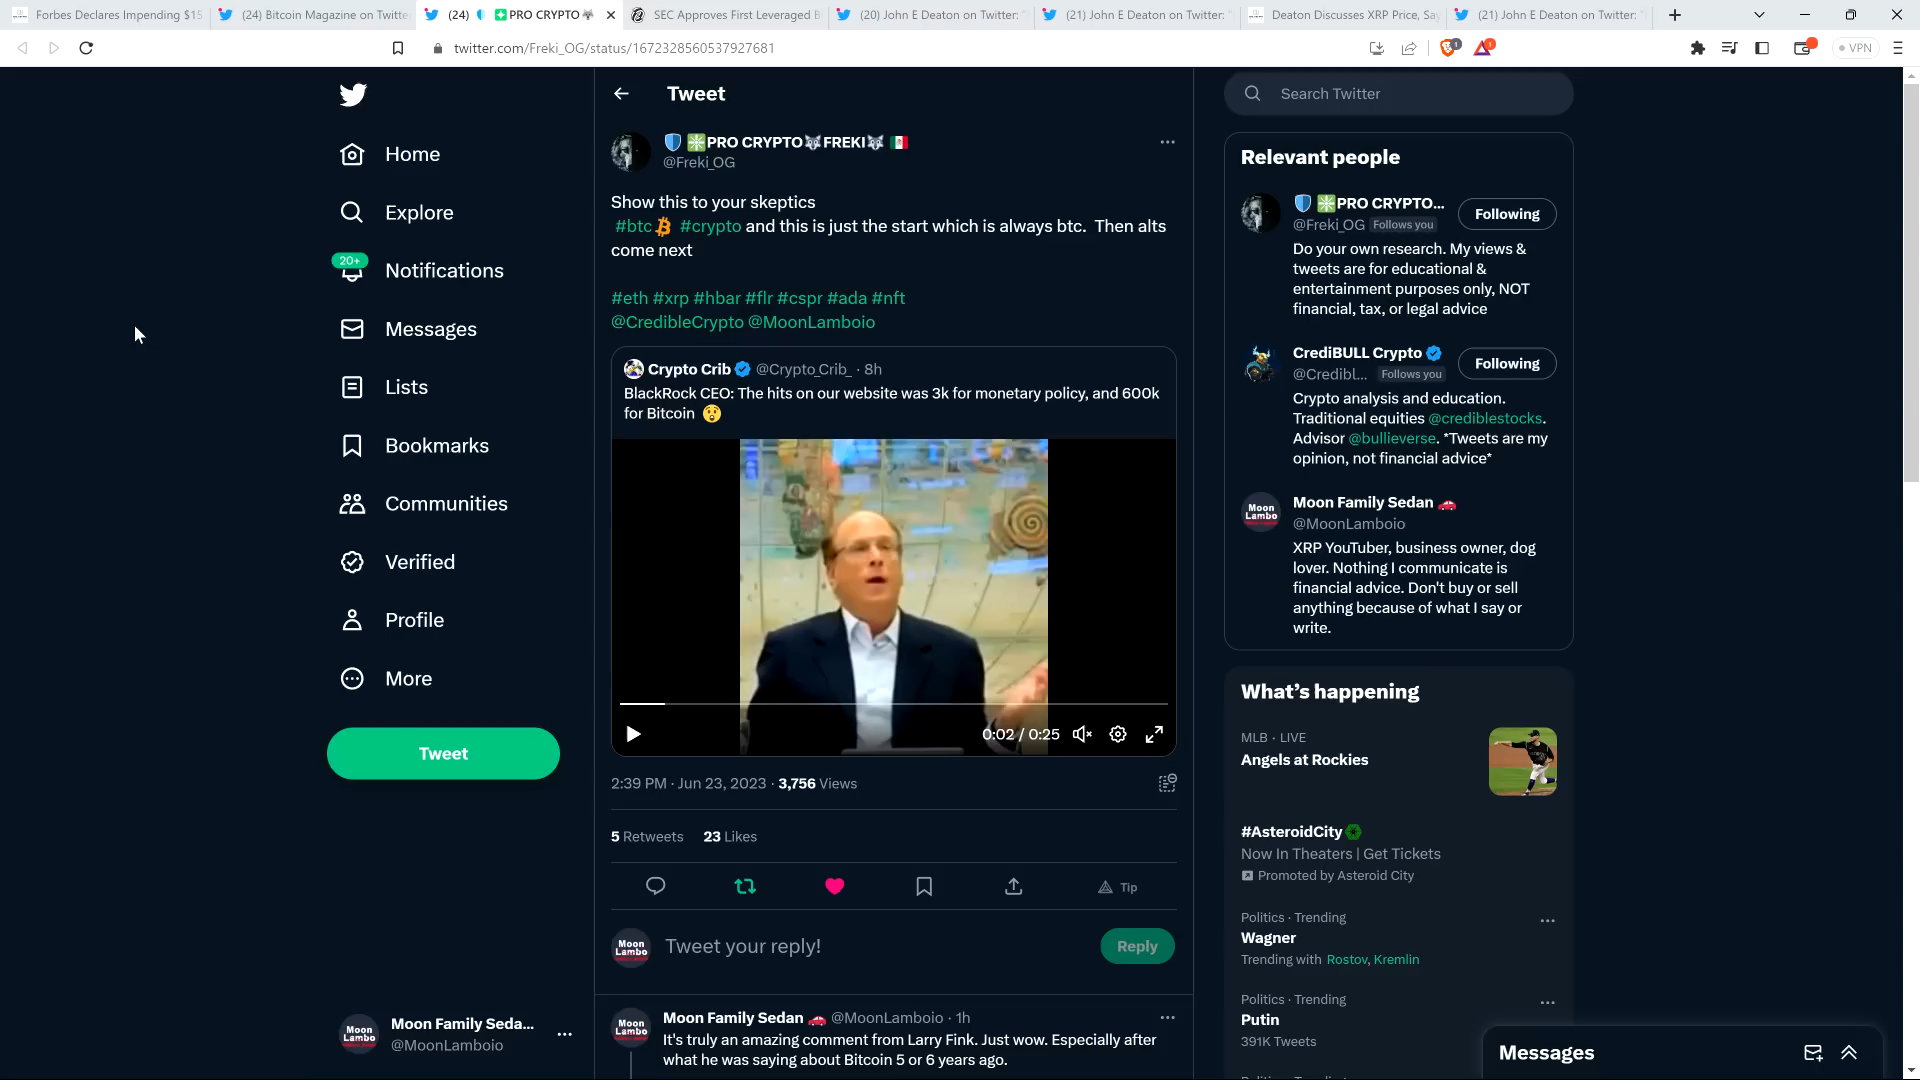 Forbes Declares Impending $15
(24) Bitcoin Magazine on Twitte
(24) PRO CRYPTO
SEC Approves First Leveraged B
(20) John E Deaton on Twitter: "
(21) John E Deaton on Twitter: "
Deaton Discusses XRP Price, Say
(21) John E Deaton on Twitter: "
twitter.com/Freki_OG/status/1672328560537927681
VPN
Home
Explore
20+
Notifications
Messages
Lists
Bookmarks
Communities
Verified
Profile
More
Tweet
Moon Family Seda...
@MoonLamboio
Tweet
PRO CRYPTO🐺FREKI🐺 🇲🇽
@Freki_OG
Show this to your skeptics
#btc #crypto and this is just the start which is always btc. Then alts
come next
#eth #xrp #hbar #flr #cspr #ada #nft
@CredibleCrypto @MoonLamboio
Crypto Crib @Crypto_Crib_ · 8h
BlackRock CEO: The hits on our website was 3k for monetary policy, and 600k
for Bitcoin 😲
0:02 / 0:25
2:39 PM · Jun 23, 2023 · 3,756 Views
5 Retweets 23 Likes
Tip
Moon Lambo
Tweet your reply!
Reply
Moon Family Sedan 🚗 @MoonLamboio · 1h
It's truly an amazing comment from Larry Fink. Just wow. Especially after
what he was saying about Bitcoin 5 or 6 years ago.
Search Twitter
Relevant people
PRO CRYPTO...
@Freki_OG Follows you
Following
Do your own research. My views &
tweets are for educational &
entertainment purposes only, NOT
financial, tax, or legal advice
CrediBULL Crypto
@Credibl... Follows you
Following
Crypto analysis and education.
Traditional equities @crediblestocks.
Advisor @bullieverse. *Tweets are my
opinion, not financial advice*
Moon Lambo
Moon Family Sedan 🚗
@MoonLamboio
XRP YouTuber, business owner, dog
lover. Nothing I communicate is
financial advice. Don't buy or sell
anything because of what I say or
write.
What's happening
MLB · LIVE
Angels at Rockies
#AsteroidCity
Now In Theaters | Get Tickets
Promoted by Asteroid City
Politics · Trending
Wagner
Trending with Rostov, Kremlin
Politics · Trending
Putin
391K Tweets
Messages